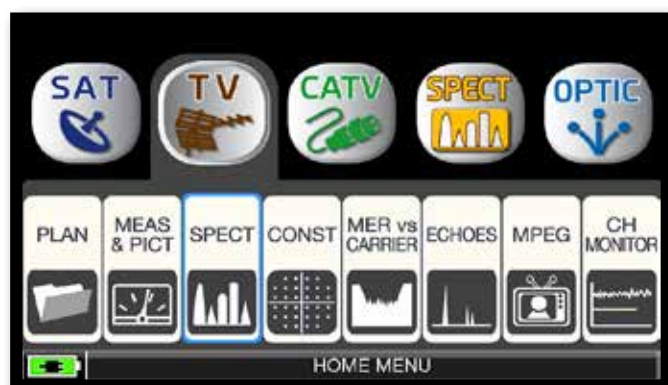 SAT TV CATV SPECT OPTIC
PLAN MEAS & PICT SPECT CONST MER vs CARRIER ECHOES MPEG CH MONITOR
HOME MENU